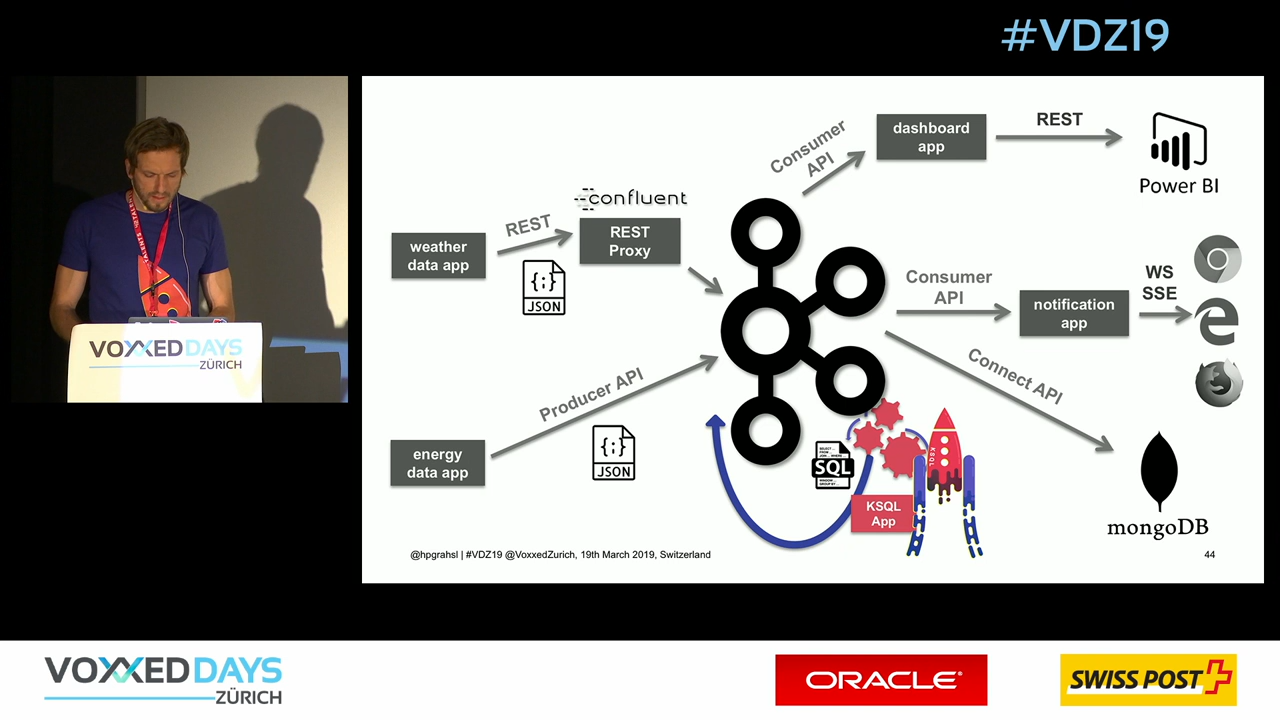 #VDZ19
VOXXED DAYS
ZÜRICH
Consumer
API
dashboard
app
REST
Power BI
confluent
REST
Proxy
REST
weather
data app
{;}
JSON
Consumer
API
notification
app
WS
SSE
Connect API
Producer API
energy
data app
{;}
JSON
SQL
KSQL
KSQL
App
mongoDB
@hpgrahsl | #VDZ19 @VoxxedZurich, 19th March 2019, Switzerland
44
VOXXED DAYS
ZÜRICH
ORACLE®
SWISS POST